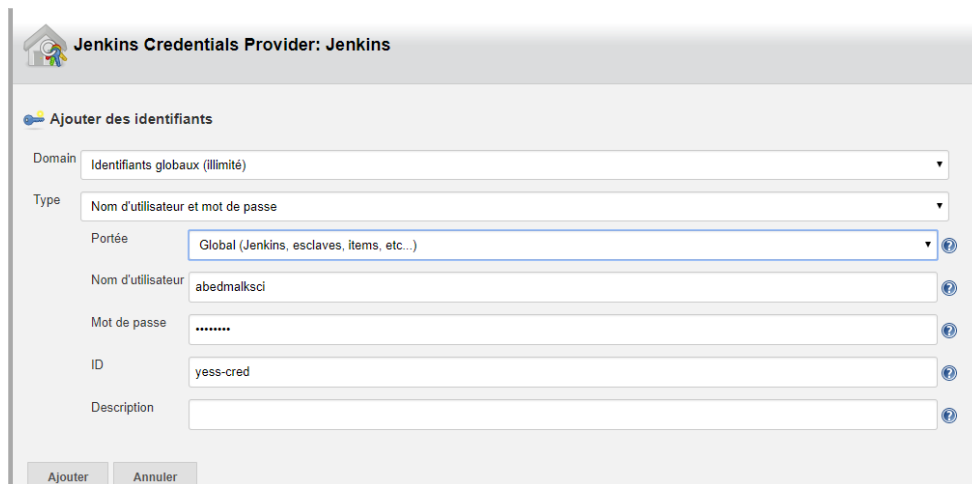 Jenkins Credentials Provider: Jenkins
Ajouter des identifiants
Domain Identifiants globaux (illimité)
Type Nom d'utilisateur et mot de passe
Portée Global (Jenkins, esclaves, items, etc...)
Nom d'utilisateur abedmalksci
Mot de passe ••••••••
ID yess-cred
Description
Ajouter Annuler